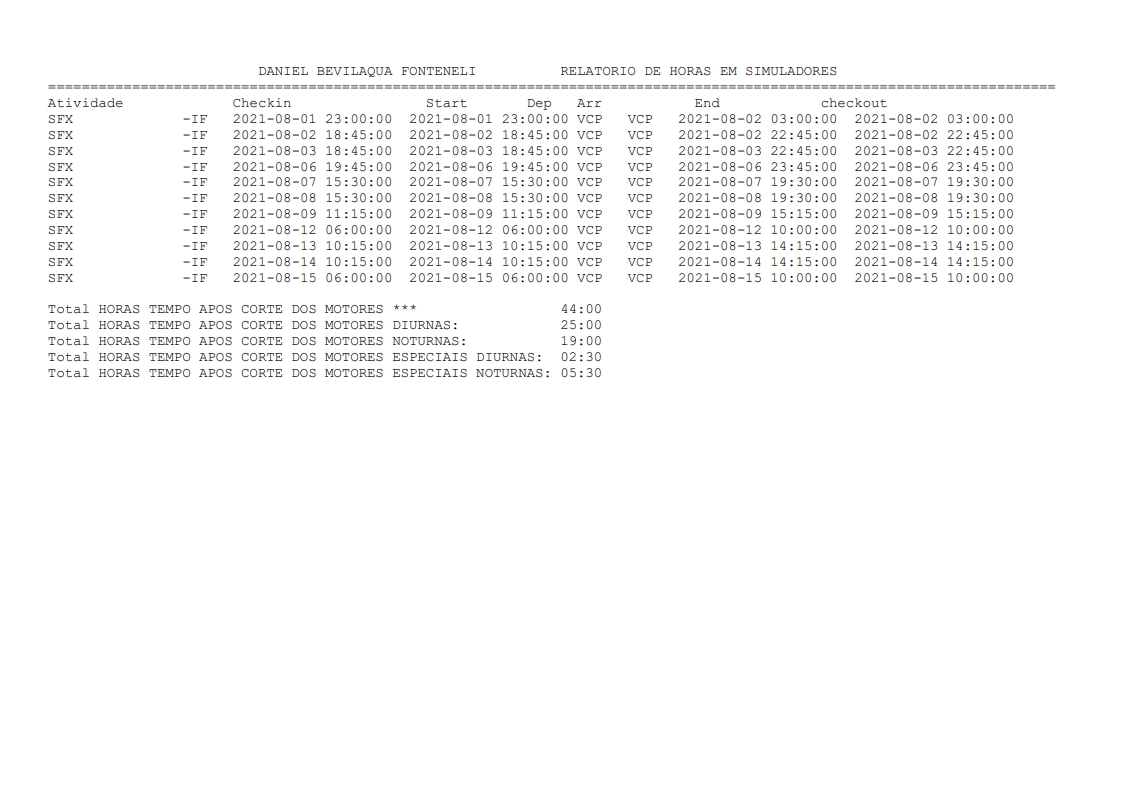 DANIEL BEVILAQUA FONTENELI RELATORIO DE HORAS EM SIMULADORES
========================================================================================================================
Atividade Checkin Start Dep Arr End checkout
SFX -IF 2021-08-01 23:00:00 2021-08-01 23:00:00 VCP VCP 2021-08-02 03:00:00 2021-08-02 03:00:00
SFX -IF 2021-08-02 18:45:00 2021-08-02 18:45:00 VCP VCP 2021-08-02 22:45:00 2021-08-02 22:45:00
SFX -IF 2021-08-03 18:45:00 2021-08-03 18:45:00 VCP VCP 2021-08-03 22:45:00 2021-08-03 22:45:00
SFX -IF 2021-08-06 19:45:00 2021-08-06 19:45:00 VCP VCP 2021-08-06 23:45:00 2021-08-06 23:45:00
SFX -IF 2021-08-07 15:30:00 2021-08-07 15:30:00 VCP VCP 2021-08-07 19:30:00 2021-08-07 19:30:00
SFX -IF 2021-08-08 15:30:00 2021-08-08 15:30:00 VCP VCP 2021-08-08 19:30:00 2021-08-08 19:30:00
SFX -IF 2021-08-09 11:15:00 2021-08-09 11:15:00 VCP VCP 2021-08-09 15:15:00 2021-08-09 15:15:00
SFX -IF 2021-08-12 06:00:00 2021-08-12 06:00:00 VCP VCP 2021-08-12 10:00:00 2021-08-12 10:00:00
SFX -IF 2021-08-13 10:15:00 2021-08-13 10:15:00 VCP VCP 2021-08-13 14:15:00 2021-08-13 14:15:00
SFX -IF 2021-08-14 10:15:00 2021-08-14 10:15:00 VCP VCP 2021-08-14 14:15:00 2021-08-14 14:15:00
SFX -IF 2021-08-15 06:00:00 2021-08-15 06:00:00 VCP VCP 2021-08-15 10:00:00 2021-08-15 10:00:00
Total HORAS TEMPO APOS CORTE DOS MOTORES *** 44:00
Total HORAS TEMPO APOS CORTE DOS MOTORES DIURNAS: 25:00
Total HORAS TEMPO APOS CORTE DOS MOTORES NOTURNAS: 19:00
Total HORAS TEMPO APOS CORTE DOS MOTORES ESPECIAIS DIURNAS: 02:30
Total HORAS TEMPO APOS CORTE DOS MOTORES ESPECIAIS NOTURNAS: 05:30